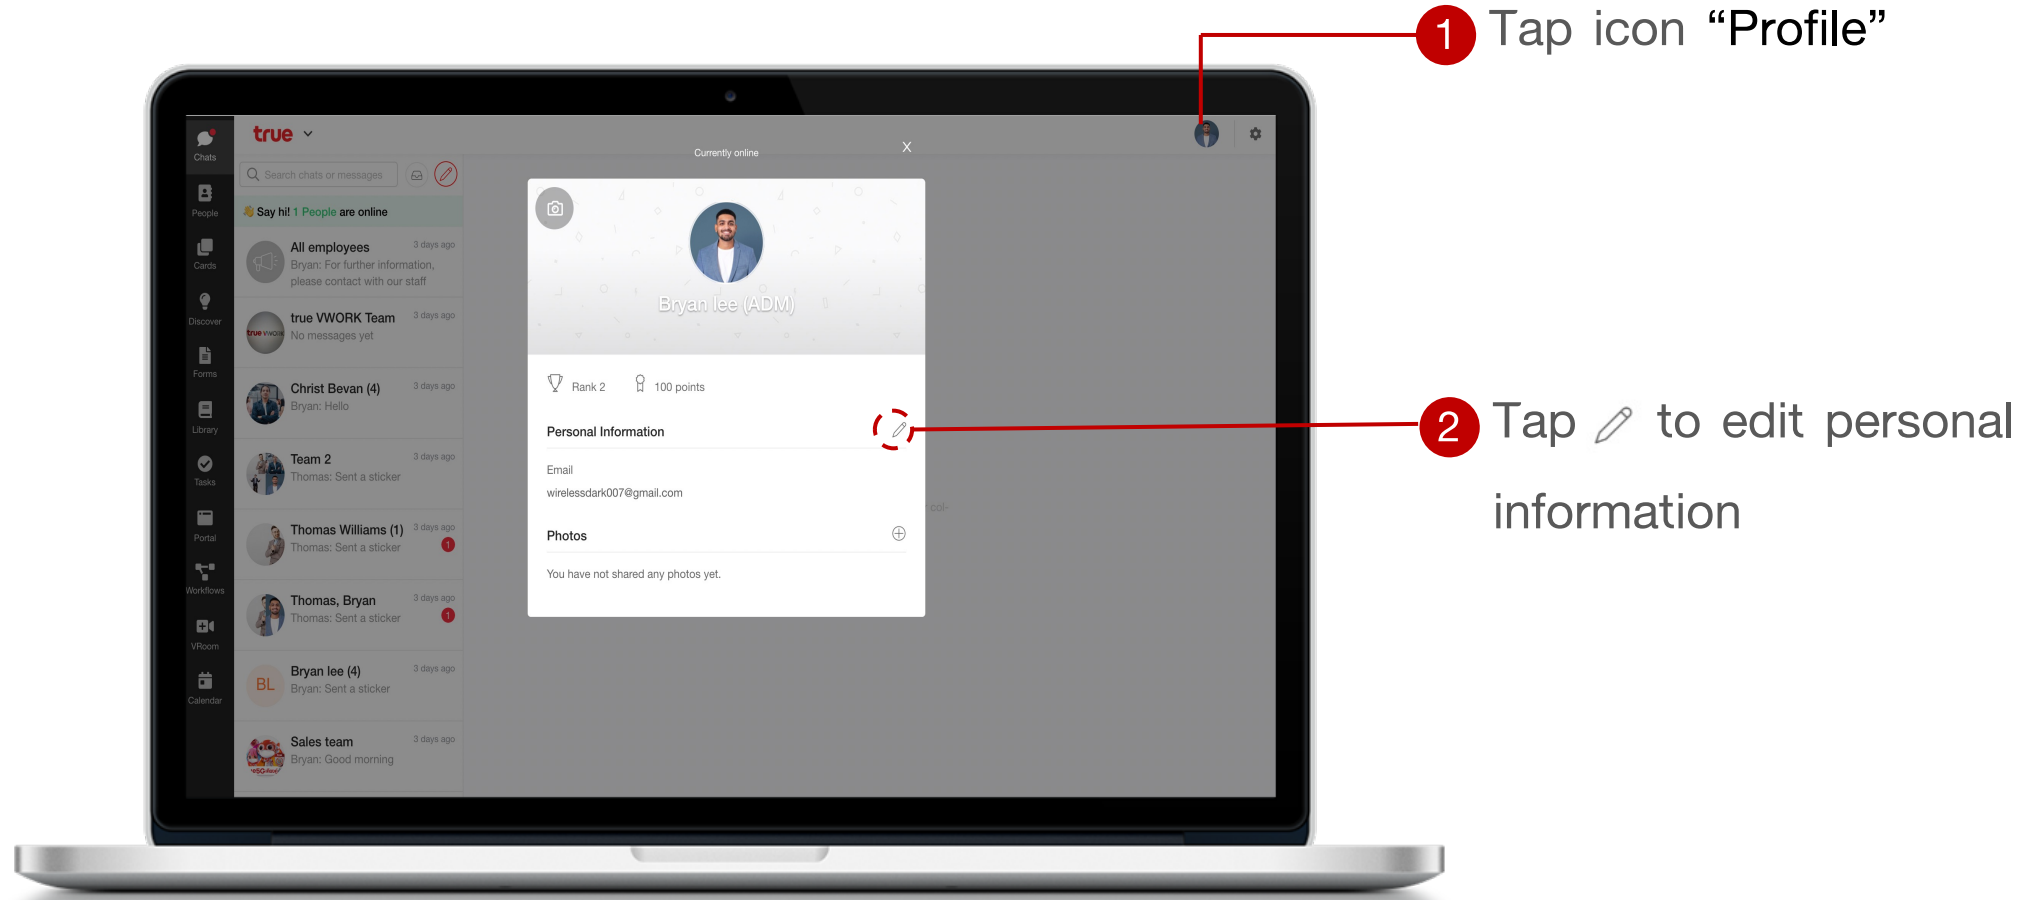 1 Tap icon “Profile”
true
Currently online
X
Chats
People
Cards
Discover
Forms
Library
Tasks
Portal
Workflows
VRoom
Calendar
Search chats or messages
👋 Say hi! 1 People are online
All employees 3 days ago
Bryan: For further information,
please contact with our staff
true VWORK
true VWORK Team 3 days ago
No messages yet
Christ Bevan (4) 3 days ago
Bryan: Hello
Team 2 3 days ago
Thomas: Sent a sticker
Thomas Williams (1) 3 days ago
Thomas: Sent a sticker 1
Thomas, Bryan 3 days ago
Thomas: Sent a sticker 1
BL
Bryan lee (4) 3 days ago
Bryan: Sent a sticker
Sales team 3 days ago
Bryan: Good morning
Bryan lee (ADM)
Rank 2 100 points
Personal Information
Email
wirelessdark007@gmail.com
Photos
You have not shared any photos yet.
2 Tap to edit personal
information